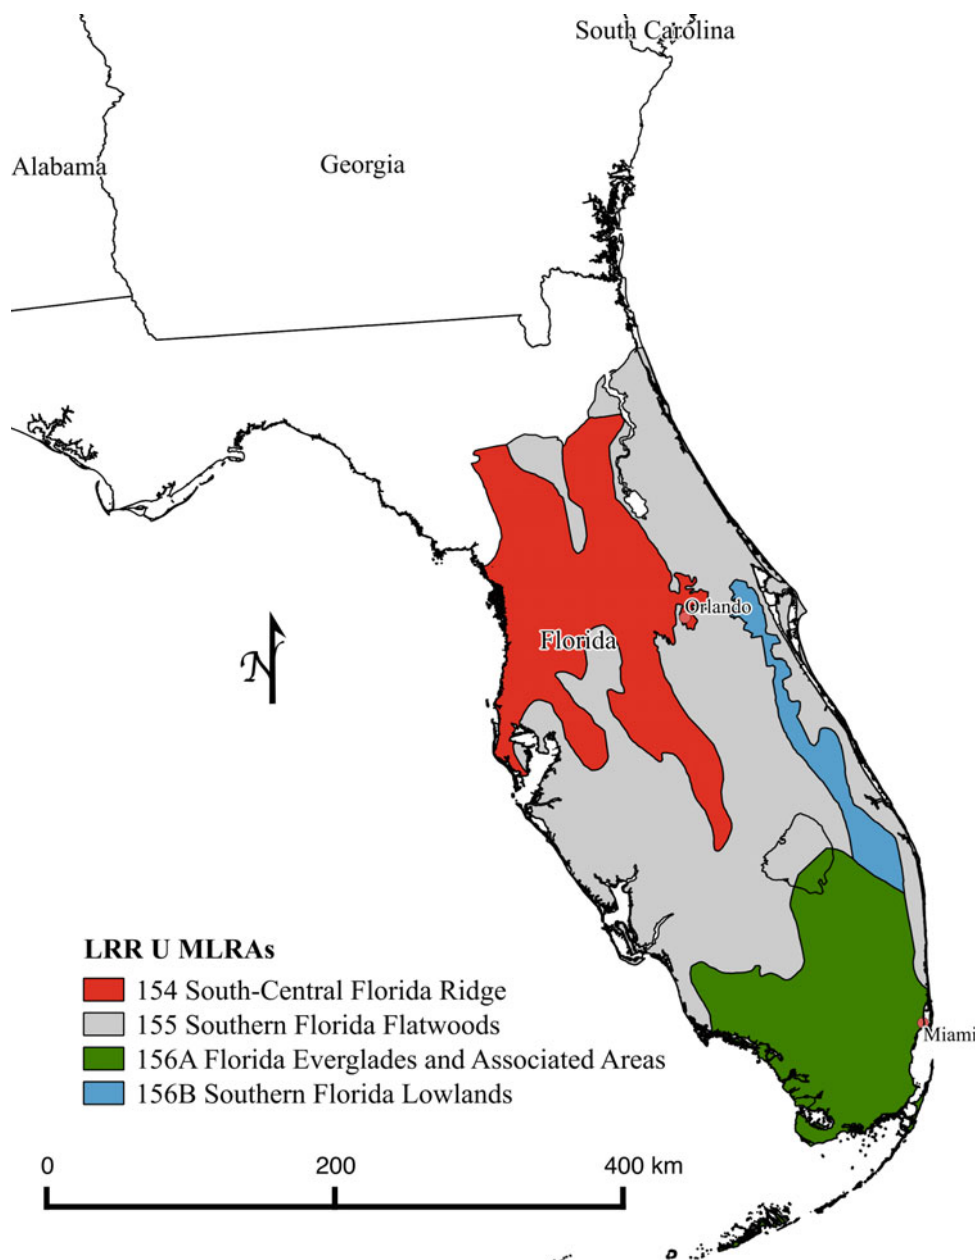 South Carolina
Alabama
Georgia
Orlando
Florida
N
LRR U MLRAs
154 South-Central Florida Ridge
155 Southern Florida Flatwoods
156A Florida Everglades and Associated Areas
Miami
156B Southern Florida Lowlands
0 200 400 km